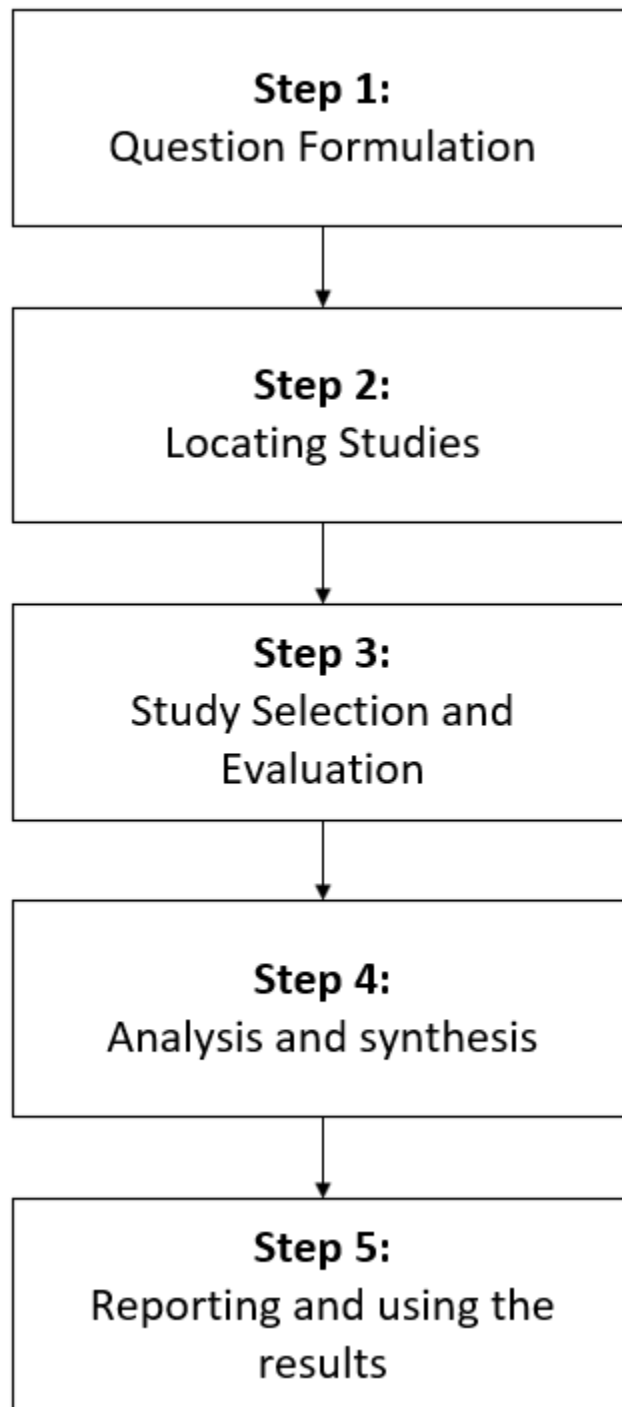 Step 1:
Question Formulation
Step 2:
Locating Studies
Step 3:
Study Selection and
Evaluation
Step 4:
Analysis and synthesis
Step 5:
Reporting and using the
results